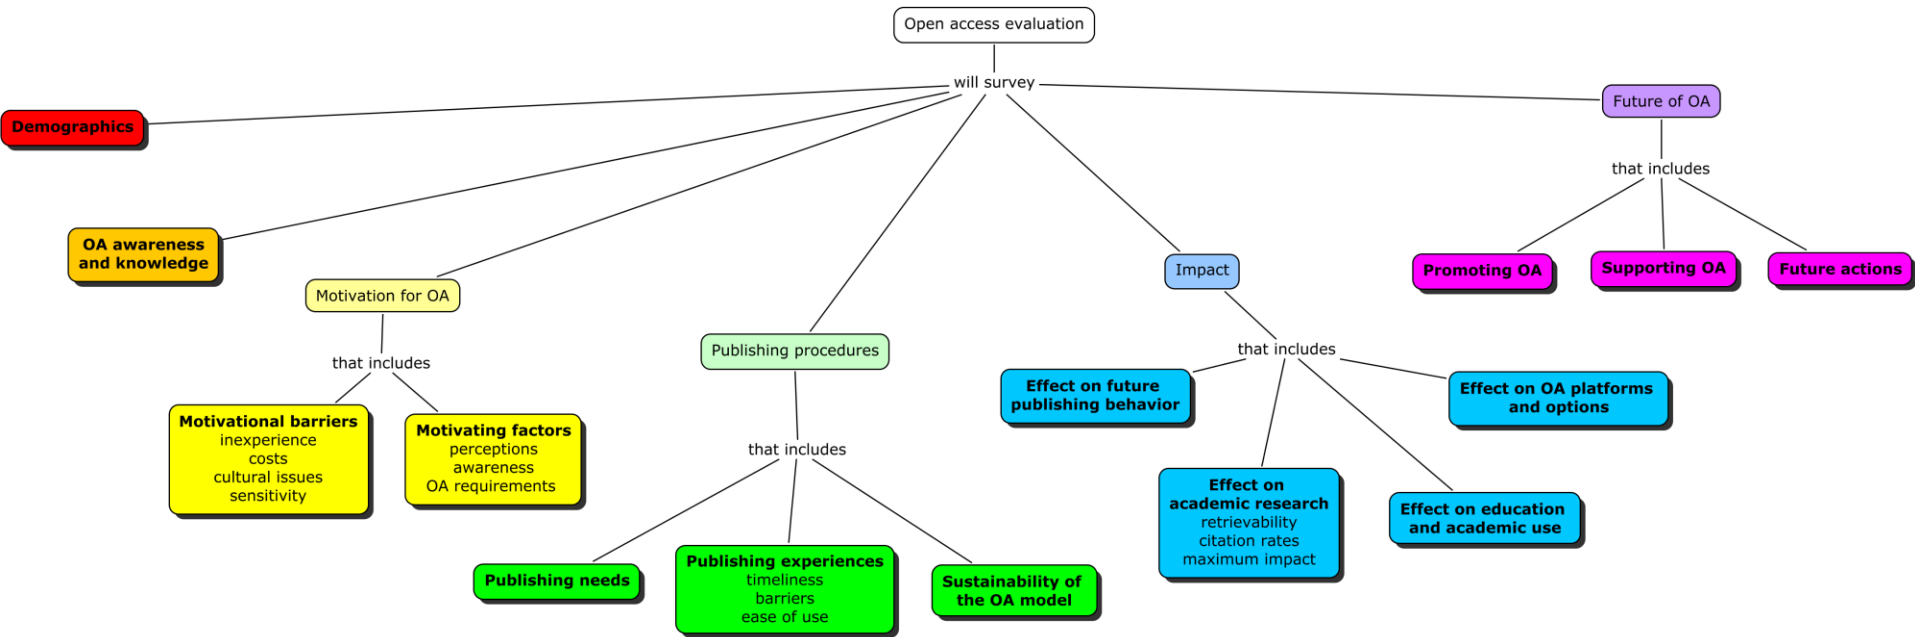 Open access evaluation
will survey
Demographics
OA awareness
and knowledge
Motivation for OA
that includes
Motivational barriers
inexperience
costs
cultural issues
sensitivity
Motivating factors
perceptions
awareness
OA requirements
Publishing procedures
that includes
Publishing needs
Publishing experiences
timeliness
barriers
ease of use
Sustainability of
the OA model
Impact
that includes
Effect on future
publishing behavior
Effect on
academic research
retrievability
citation rates
maximum impact
Effect on education
and academic use
Effect on OA platforms
and options
Future of OA
that includes
Promoting OA
Supporting OA
Future actions